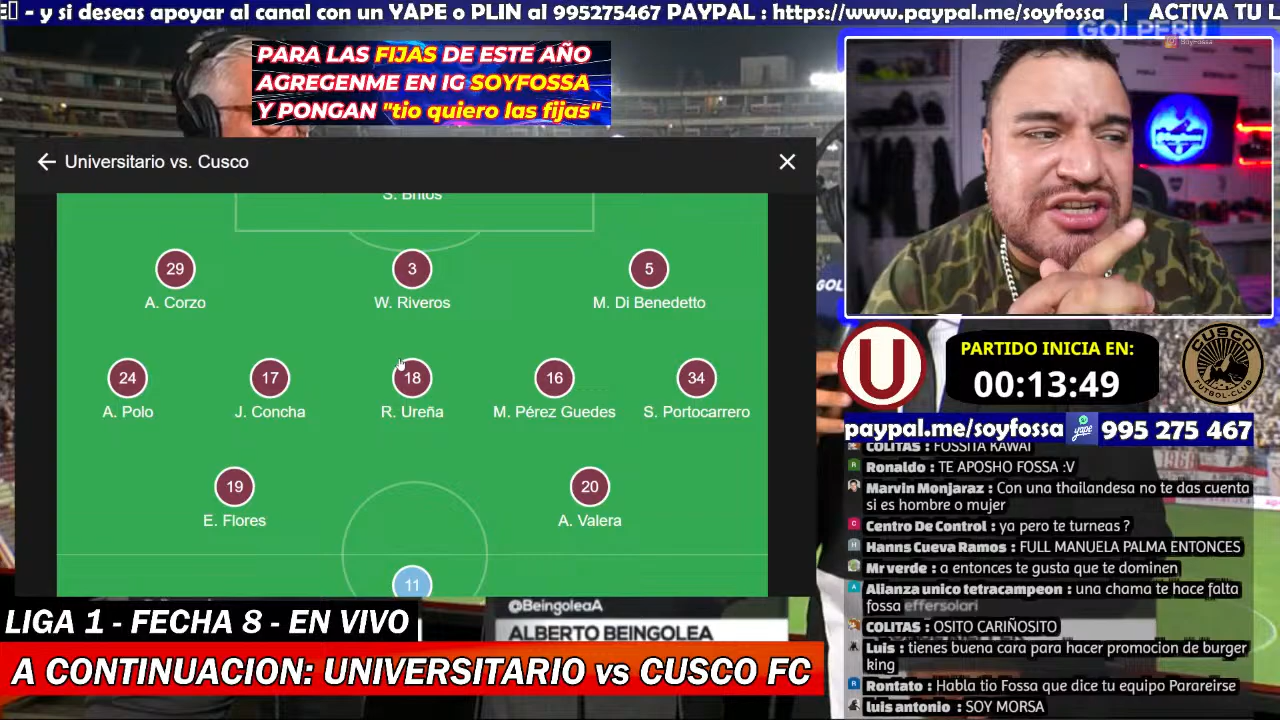 - y si deseas apoyar al canal con un YAPE o PLIN al 995275467 PAYPAL : https://www.paypal.me/soyfossa | ACTIVA TU L
GOLPERU
SoyFossa
PARA LAS FIJAS DE ESTE AÑO
AGREGENME EN IG SOYFOSSA
Y PONGAN "tio quiero las fijas"
Universitario vs. Cusco
S. Britos
29
3
5
A. Corzo
W. Riveros
M. Di Benedetto
24
17
18
16
34
A. Polo
J. Concha
R. Ureña
M. Pérez Guedes
S. Portocarrero
19
20
E. Flores
A. Valera
11
U
PARTIDO INICIA EN:
00:13:49
CUSCO
FUTBOL-CLUB
paypal.me/soyfossa yape 995 275 467
COLITAS : FOSSITA KAWAI
Ronaldo : TE APOSHO FOSSA :V
Marvin Monjaraz : Con una thailandesa no te das cuenta
si es hombre o mujer
Centro De Control : ya pero te turneas ?
Hanns Cueva Ramos : FULL MANUELA PALMA ENTONCES
Mr verde : a entonces te gusta que te dominen
Alianza unico tetracampeon : una chama te hace falta
fossa effersolari
COLITAS : OSITO CARIÑOSITO
Luis : tienes buena cara para hacer promocion de burger
king
Rontato : Habla tio Fossa que dice tu equipo Parareirse
luis antonio : SOY MORSA
@BeingoleaA
ALBERTO BEINGOLEA
LIGA 1 - FECHA 8 - EN VIVO
A CONTINUACION: UNIVERSITARIO vs CUSCO FC